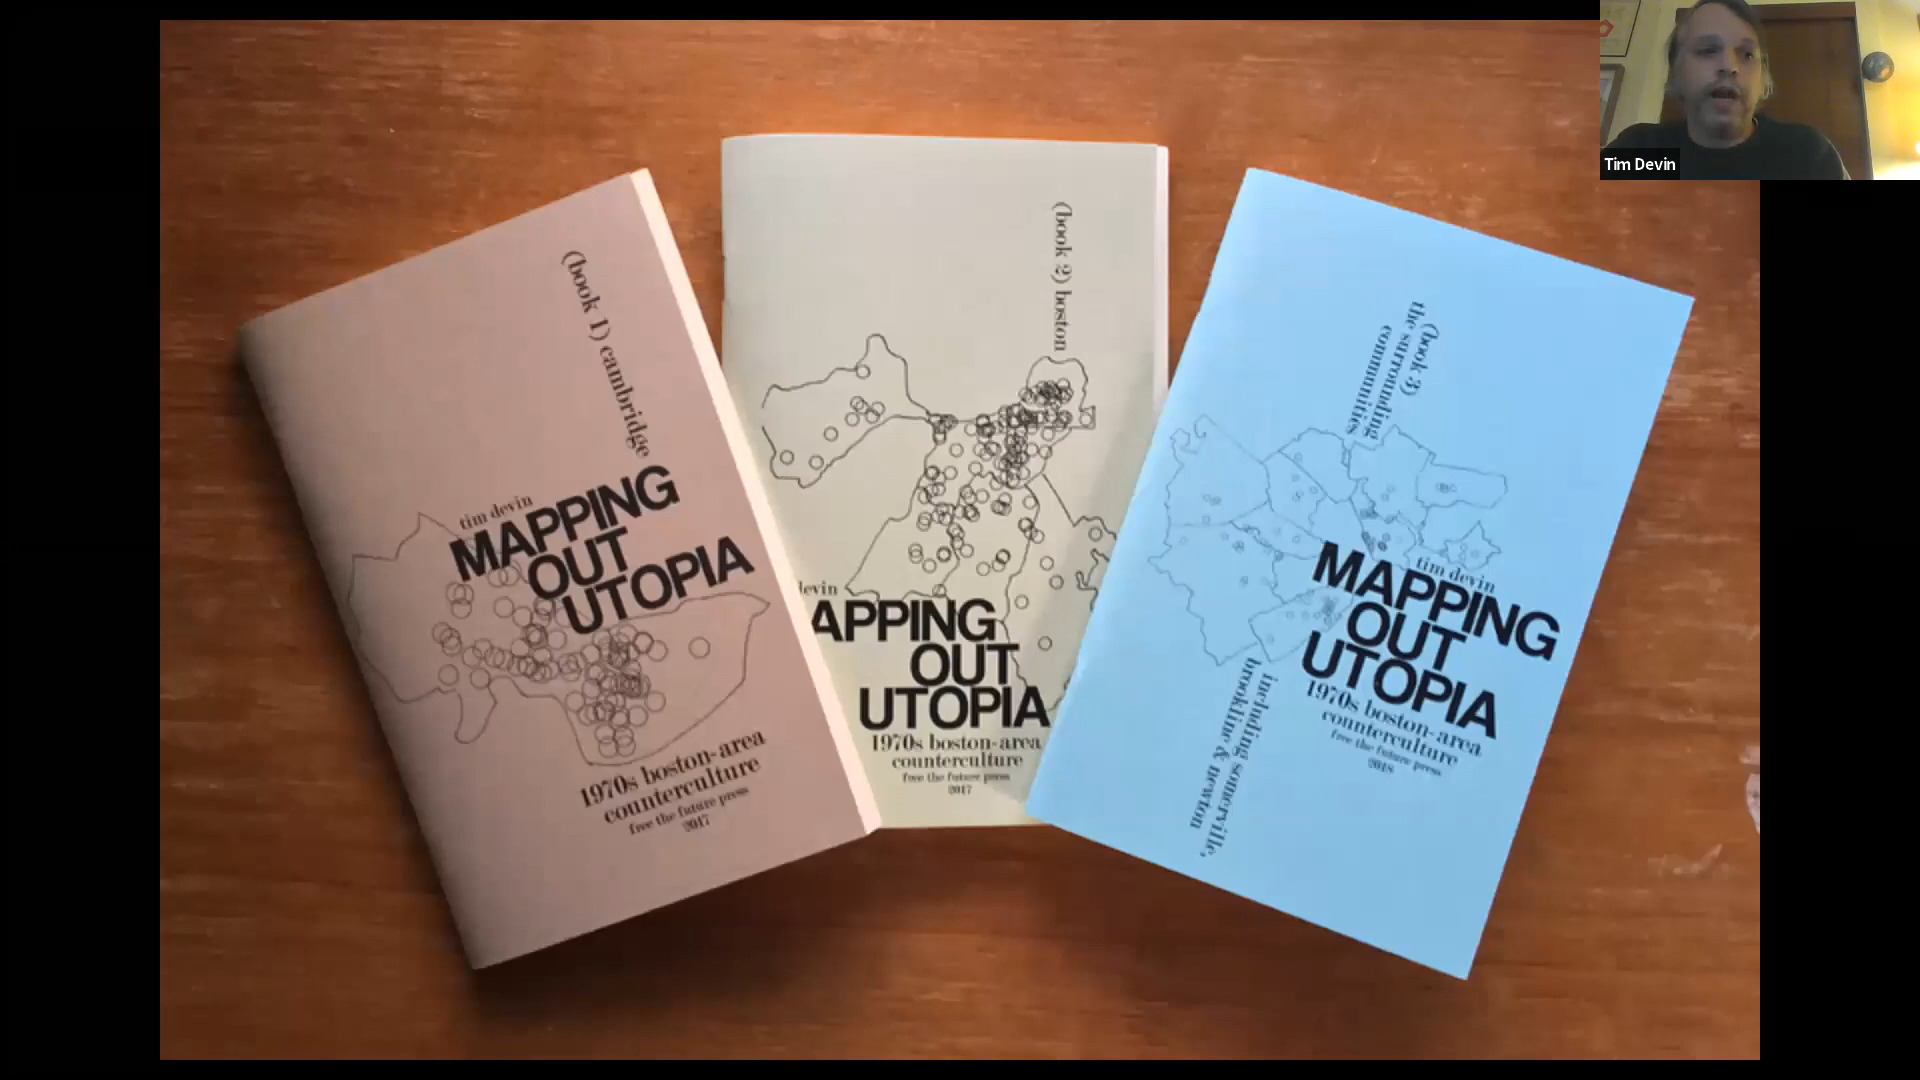 Tim Devin
(book 1) cambridge
tim devin
MAPPING
OUT
UTOPIA
1970s boston-area
counterculture
free the future press
2017
(book 2) boston
devin
APPING
OUT
UTOPIA
1970s boston-area
counterculture
free the future press
2017
(book 3)
the surrounding
communities
tim devin
MAPPING
OUT
UTOPIA
1970s boston-area
counterculture
free the future press
2018
including somerville,
brookline & newton